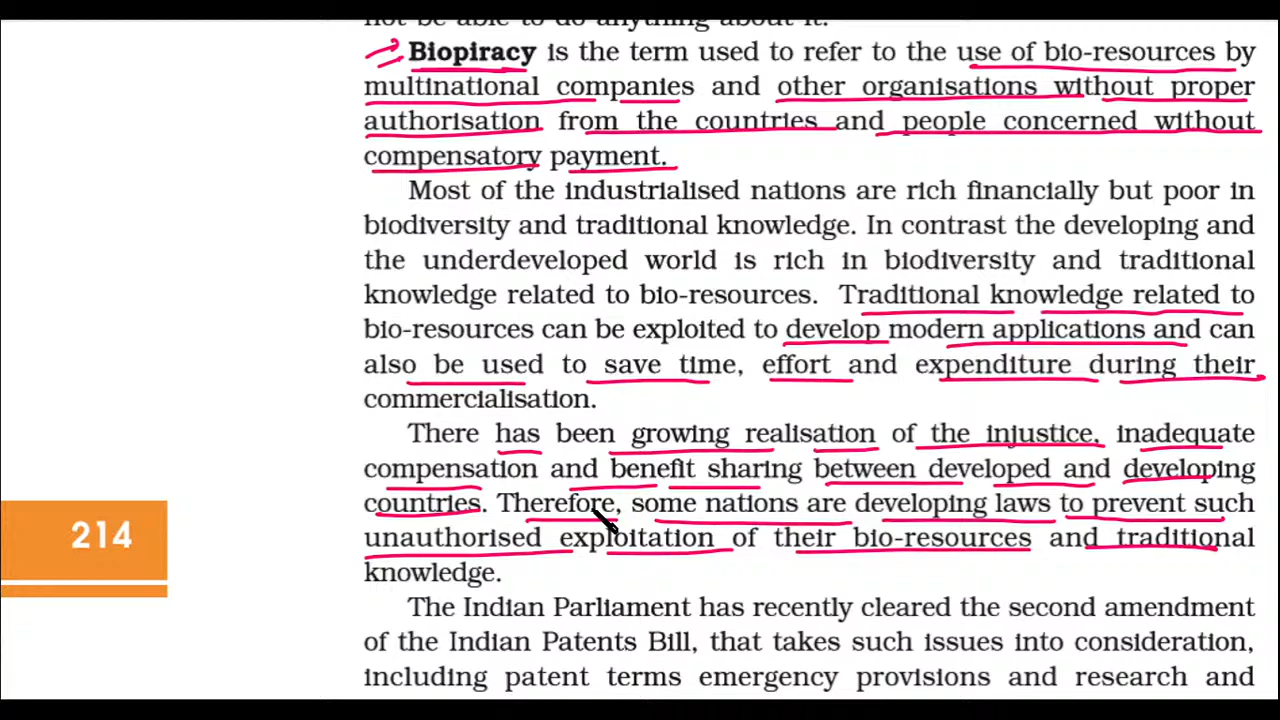 not be able to do anything about it.
Biopiracy is the term used to refer to the use of bio-resources by
multinational companies and other organisations without proper
authorisation from the countries and people concerned without
compensatory payment.
Most of the industrialised nations are rich financially but poor in
biodiversity and traditional knowledge. In contrast the developing and
the underdeveloped world is rich in biodiversity and traditional
knowledge related to bio-resources. Traditional knowledge related to
bio-resources can be exploited to develop modern applications and can
also be used to save time, effort and expenditure during their
commercialisation.
There has been growing realisation of the injustice, inadequate
compensation and benefit sharing between developed and developing
countries. Therefore, some nations are developing laws to prevent such
unauthorised exploitation of their bio-resources and traditional
knowledge.
214
The Indian Parliament has recently cleared the second amendment
of the Indian Patents Bill, that takes such issues into consideration,
including patent terms emergency provisions and research and